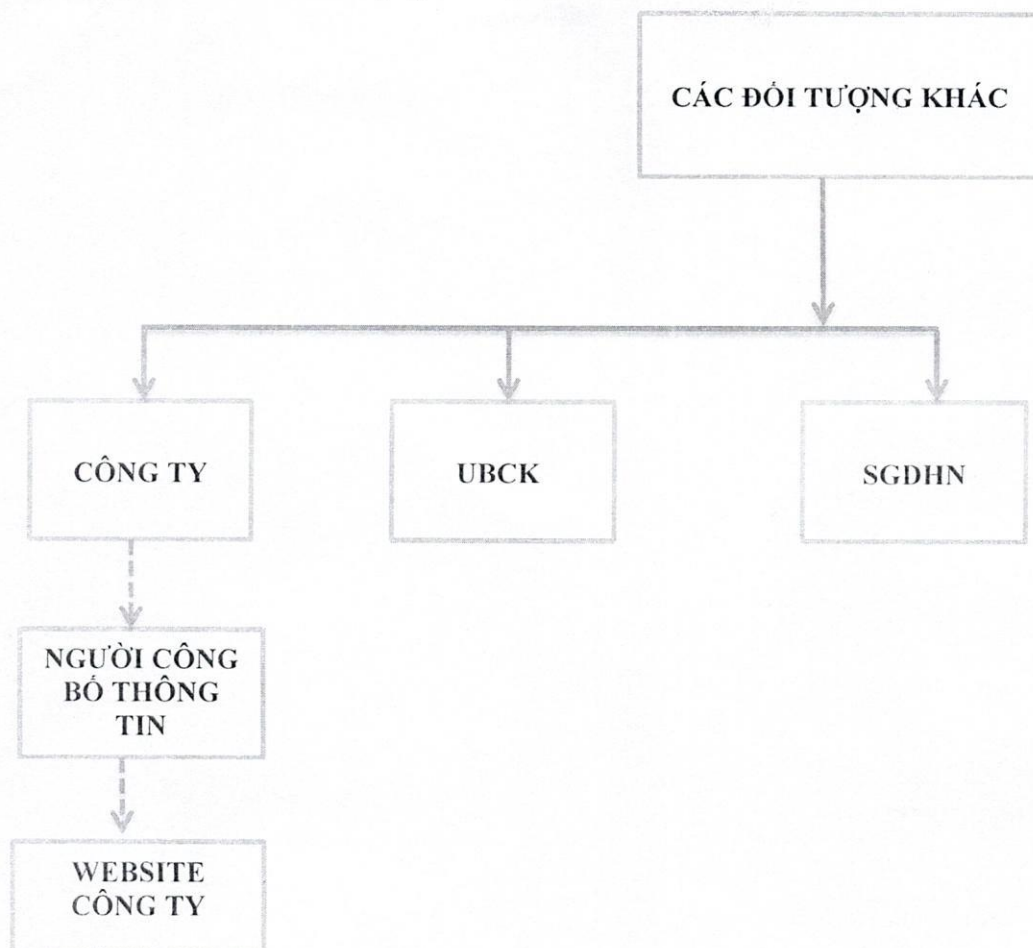 CÁC ĐỐI TƯỢNG KHÁC
CÔNG TY
UBCK
SGDHN
NGƯỜI CÔNG
BỐ THÔNG
TIN
WEBSITE
CÔNG TY